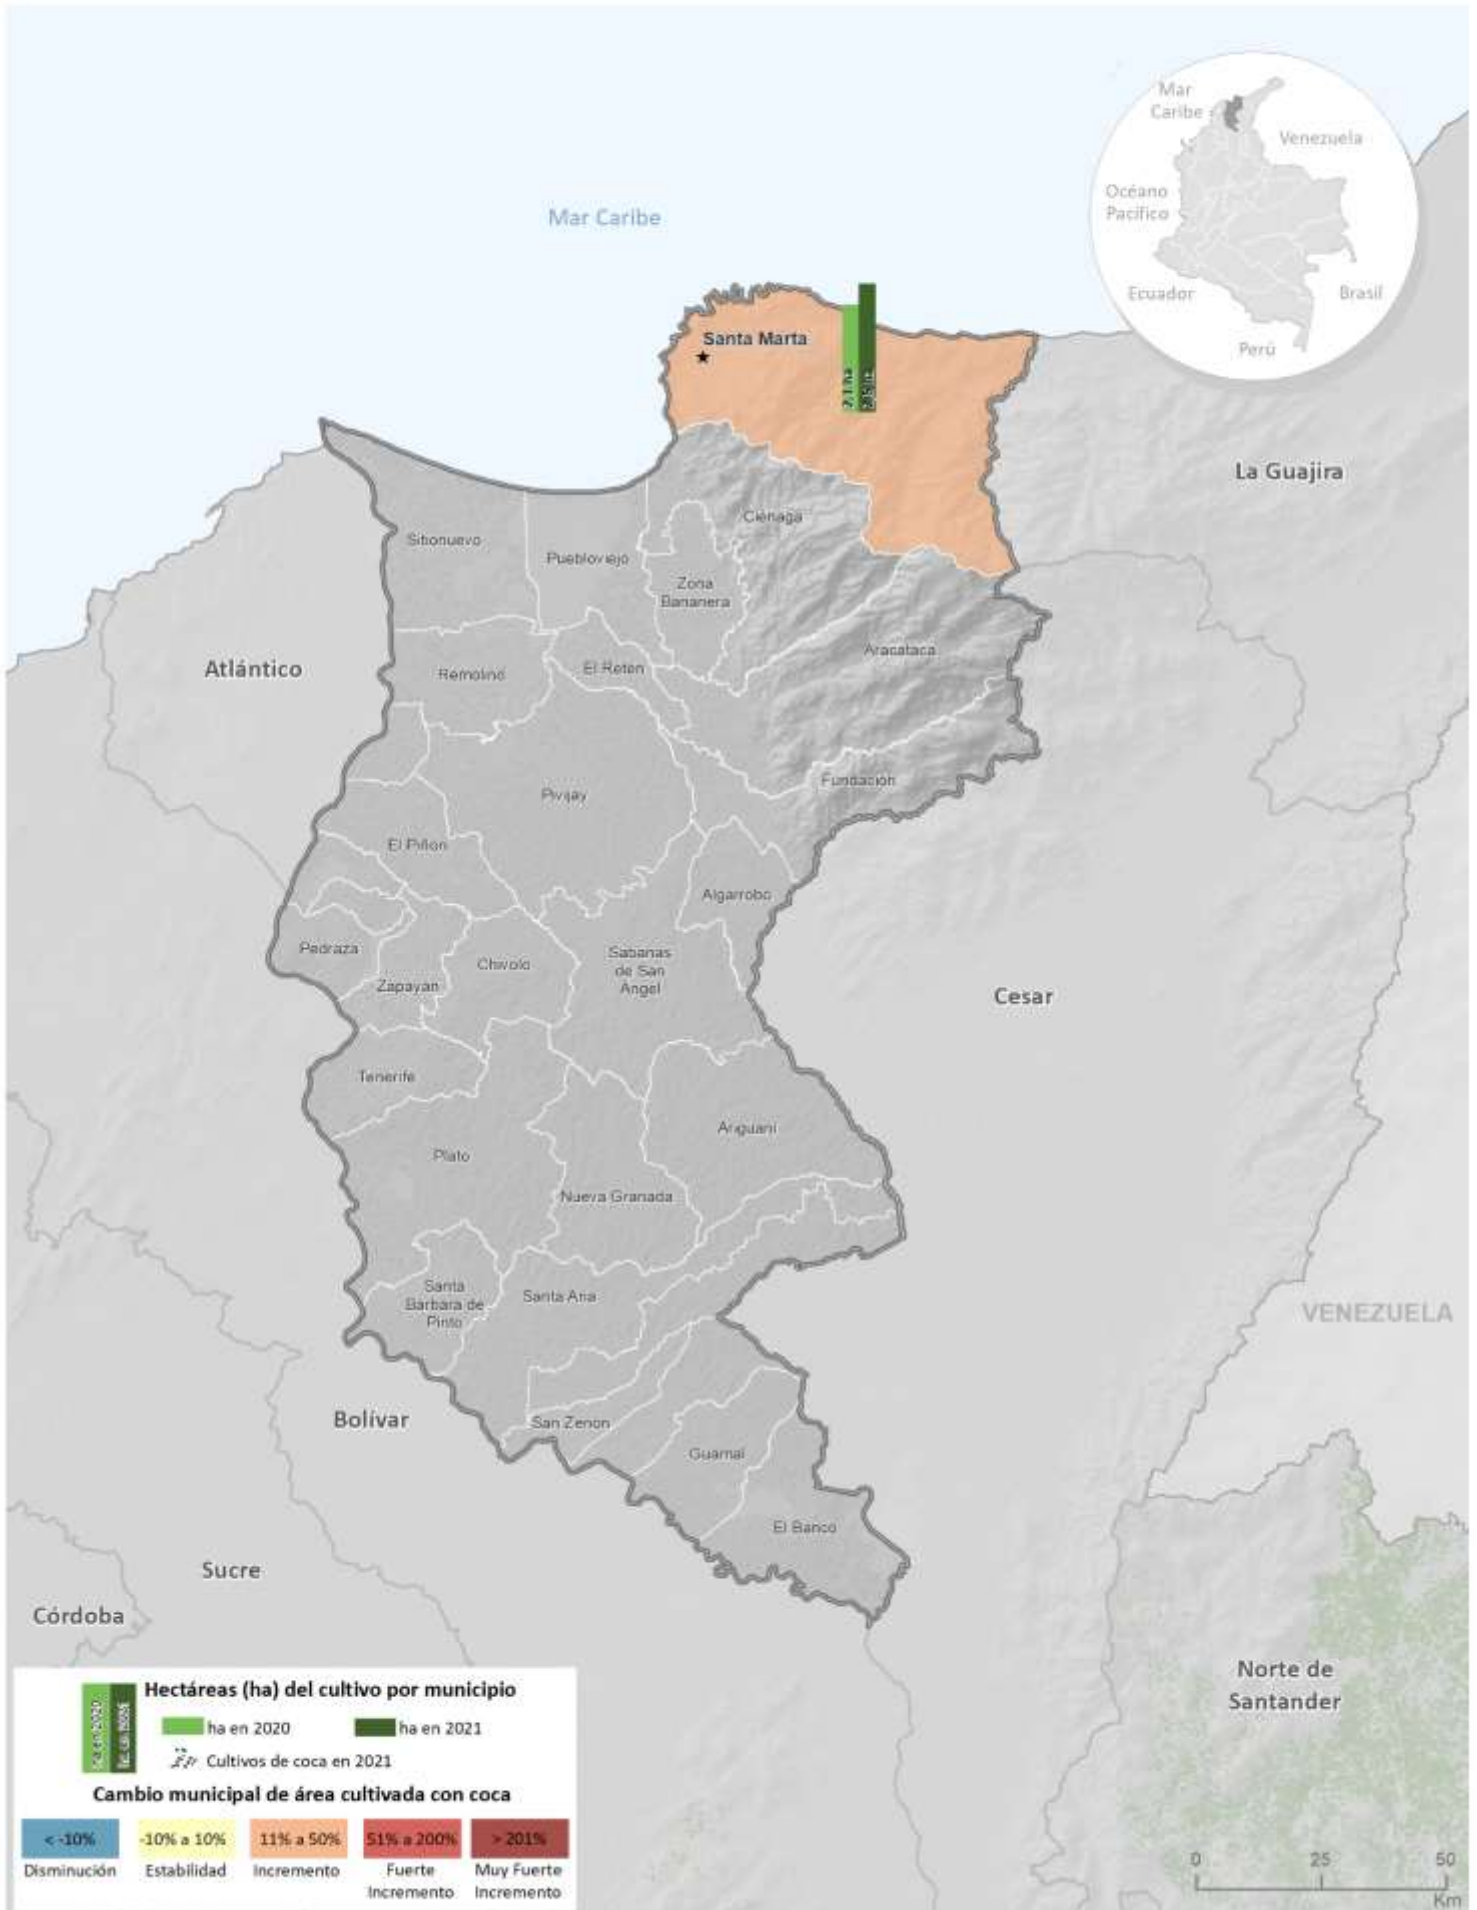 Mar
Caribe
Venezuela
Océano
Pacífico
Ecuador
Brasil
Perú
Mar Caribe
Santa Marta
La Guajira
Ciénaga
Sitionuevo
Puebloviejo
Zona
Bananera
Aracataca
Atlántico
Remolino
El Retén
Fundación
Pivijay
El Piñon
Algarrobo
Pedraza
Chivolo
Sabanas
de San
Angel
Zapayán
Cesar
Tenerife
Ariguaní
Plato
Nueva Granada
Santa
Bárbara de
Pinto
Santa Ana
VENEZUELA
Bolívar
San Zenón
Guamal
El Banco
Sucre
Córdoba
Norte de
Santander
Hectáreas (ha) del cultivo por municipio
ha en 2020
ha en 2020
ha en 2021
Cultivos de coca en 2021
Cambio municipal de área cultivada con coca
< -10%
-10% a 10%
11% a 50%
51% a 200%
> 201%
Disminución
Estabilidad
Incremento
Fuerte
Incremento
Muy Fuerte
Incremento
0
25
50
Km